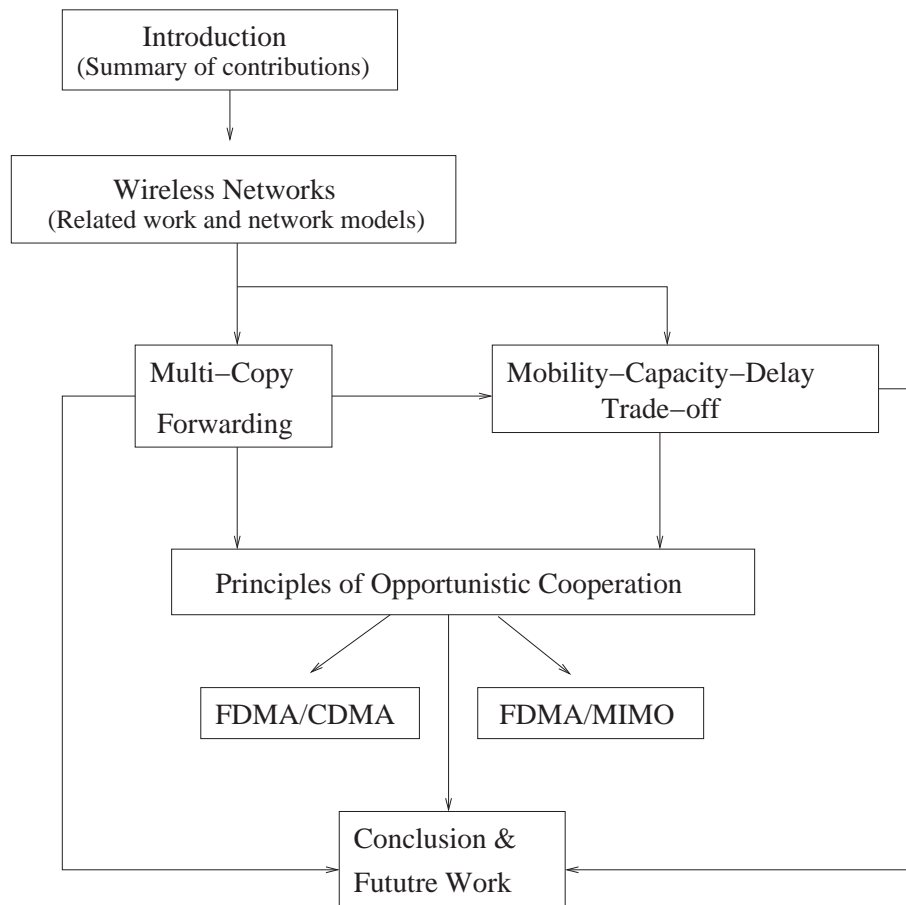 Introduction
(Summary of contributions)
Wireless Networks
(Related work and network models)
Multi−Copy
Forwarding
Mobility−Capacity−Delay
Trade−off
Principles of Opportunistic Cooperation
FDMA/CDMA
FDMA/MIMO
Conclusion &
Fututre Work